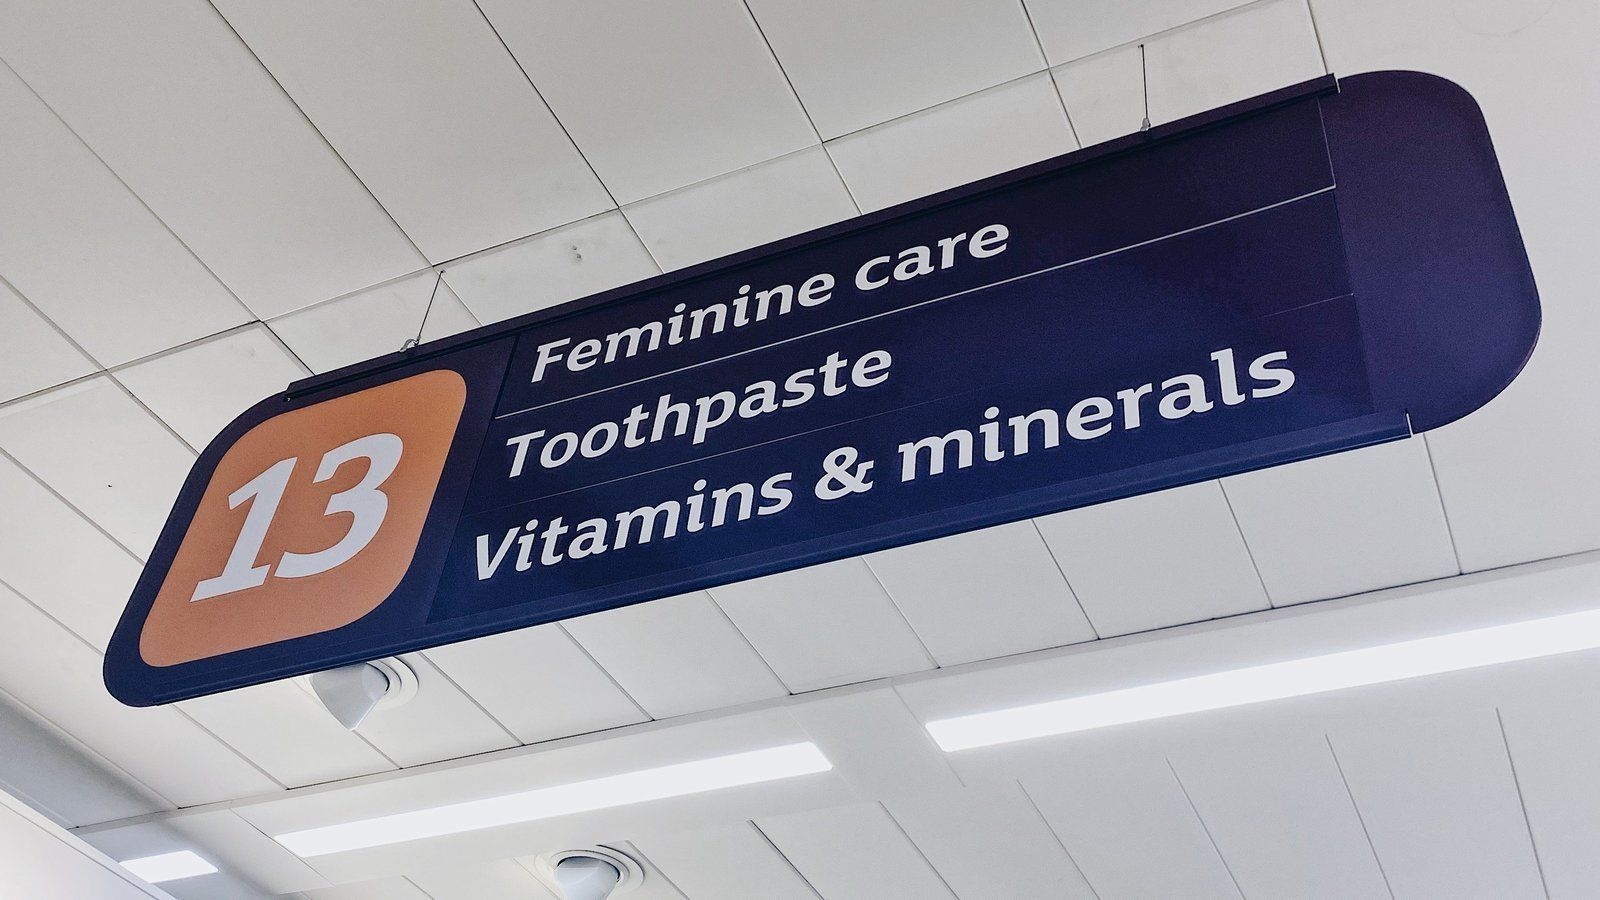 13
Feminine care
Toothpaste
Vitamins & minerals